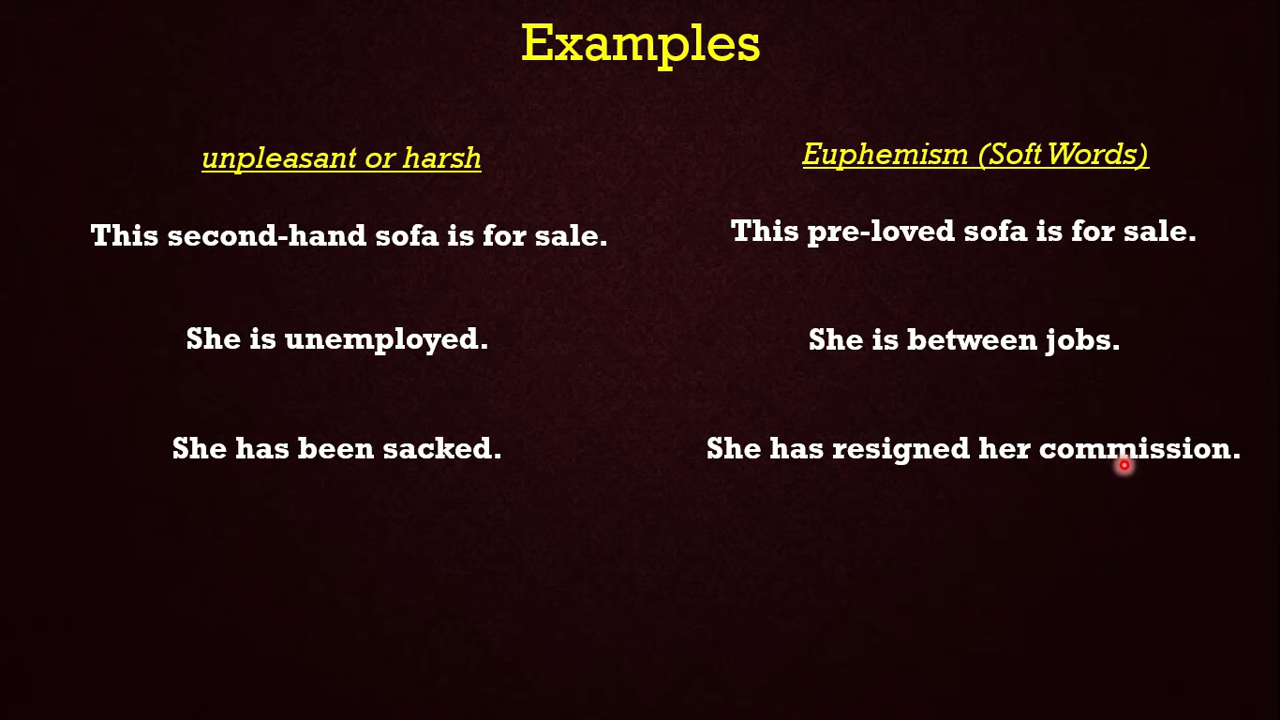 Examples
unpleasant or harsh
Euphemism (Soft Words)
This second-hand sofa is for sale.
This pre-loved sofa is for sale.
She is unemployed.
She is between jobs.
She has been sacked.
She has resigned her commission.